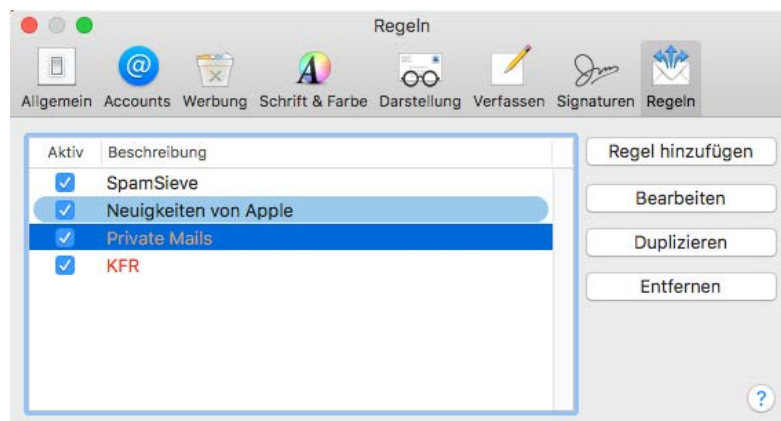 Regeln
Allgemein Accounts Werbung Schrift & Farbe Darstellung Verfassen Signaturen Regeln
Aktiv Beschreibung
SpamSieve
Neuigkeiten von Apple
Private Mails
KFR
Regel hinzufügen
Bearbeiten
Duplizieren
Entfernen
?